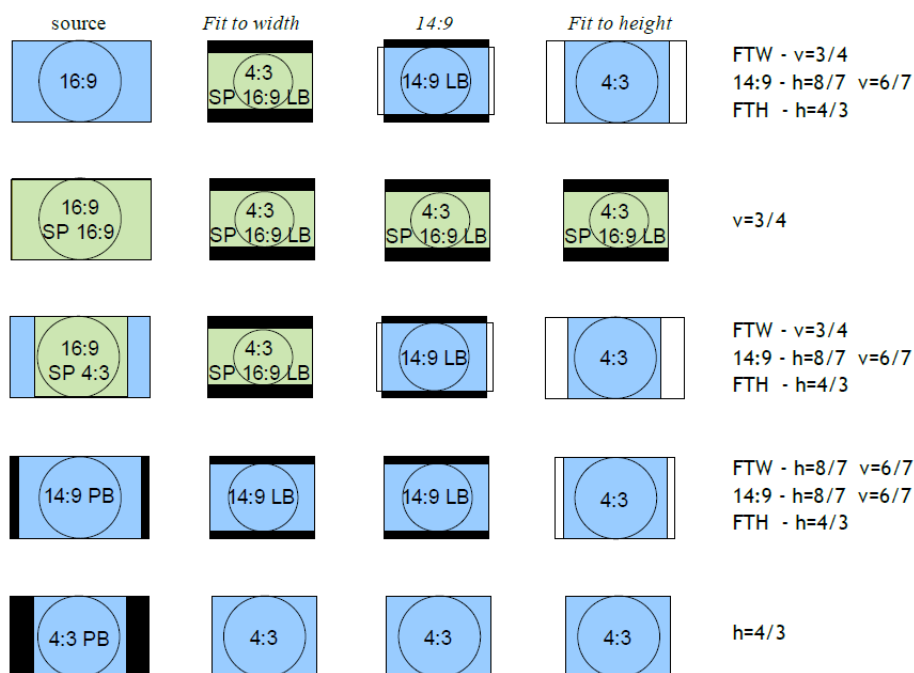 source Fit to width 14:9 Fit to height
16:9
4:3
SP 16:9 LB
14:9 LB
4:3
FTW - v=3/4
14:9 - h=8/7 v=6/7
FTH - h=4/3
16:9
SP 16:9
4:3
SP 16:9 LB
4:3
SP 16:9 LB
4:3
SP 16:9 LB
v=3/4
16:9
SP 4:3
4:3
SP 16:9 LB
14:9 LB
4:3
FTW - v=3/4
14:9 - h=8/7 v=6/7
FTH - h=4/3
14:9 PB
14:9 LB
14:9 LB
4:3
FTW - h=8/7 v=6/7
14:9 - h=8/7 v=6/7
FTH - h=4/3
4:3 PB
4:3
4:3
4:3
h=4/3